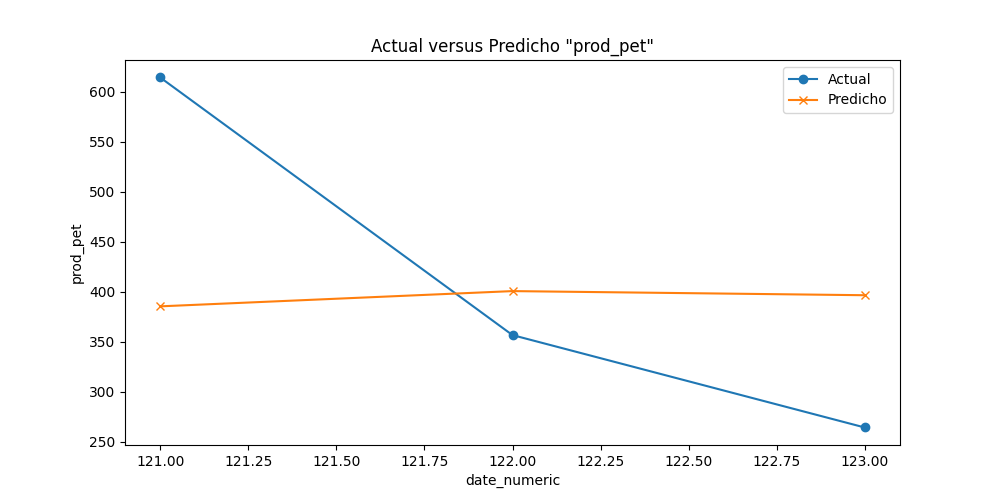 Actual versus Predicho "prod_pet"
Actual
Predicho
prod_pet
600
550
500
450
400
350
300
250
121.00 121.25 121.50 121.75 122.00 122.25 122.50 122.75 123.00
date_numeric